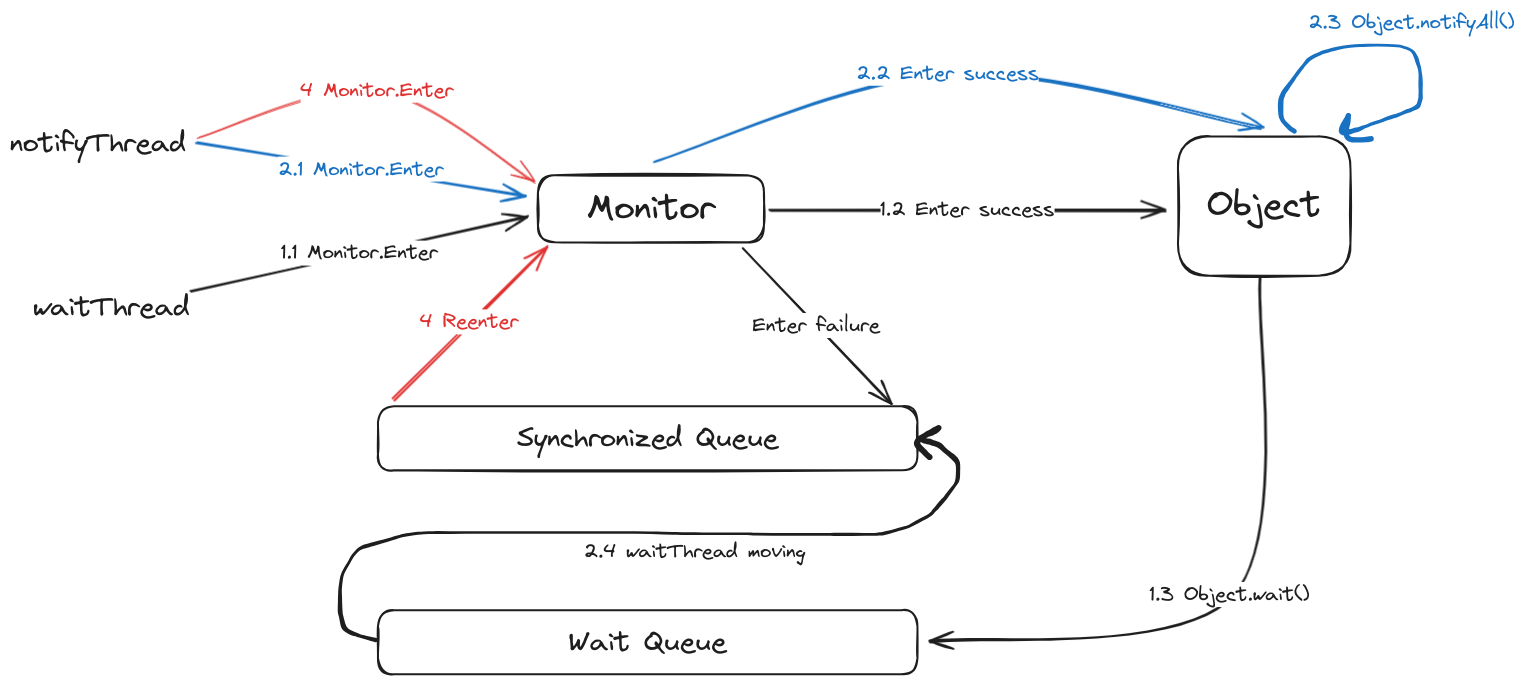 2.3 Object.notifyAll()
2.2 Enter success
4 Monitor.Enter
notifyThread
2.1 Monitor.Enter
Monitor
1.2 Enter success
Object
1.1 Monitor.Enter
waitThread
4 Reenter
Enter failure
Synchronized Queue
2.4 waitThread moving
1.3 Object.wait()
Wait Queue